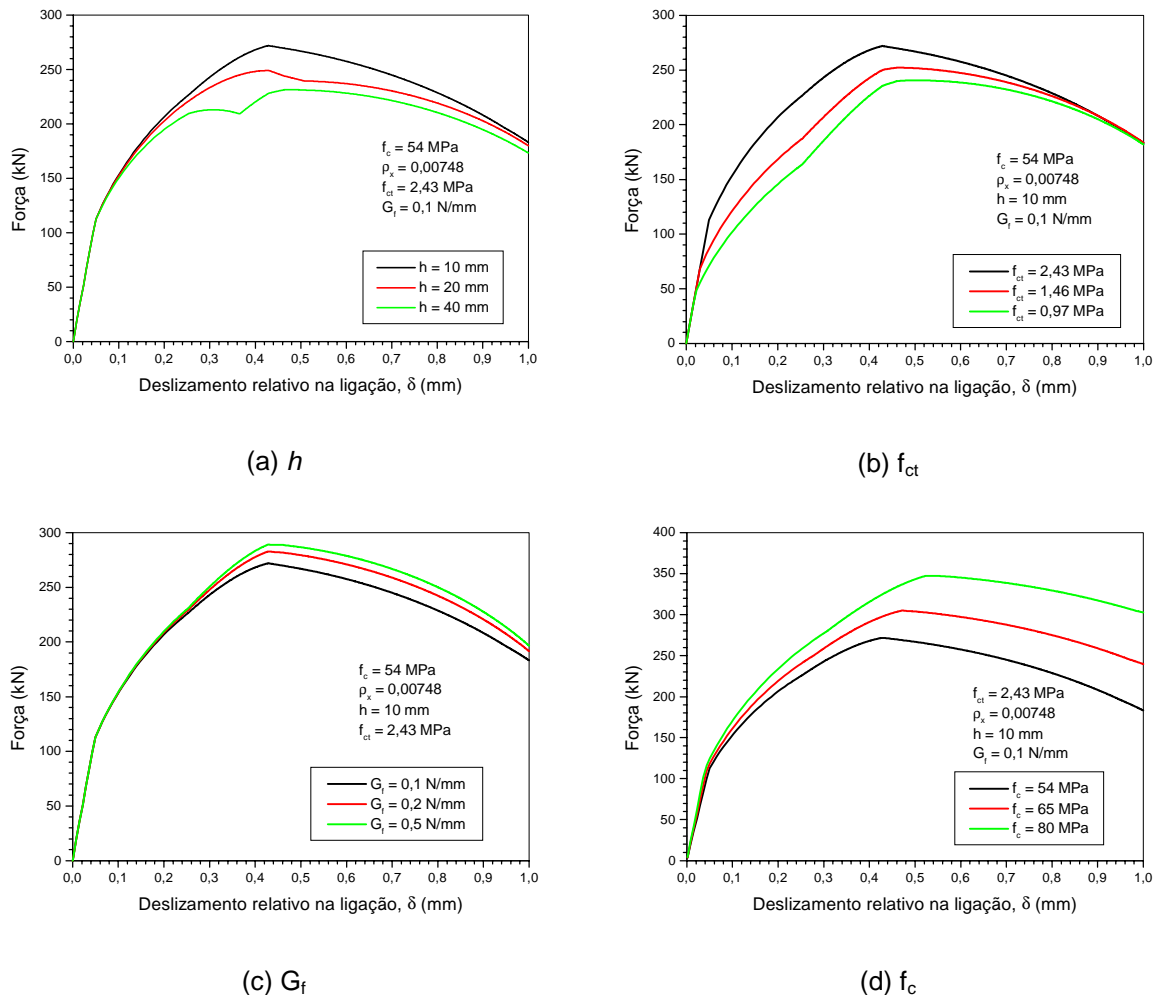 300
250
200
150
100
50
0
Força (kN)
f_c = 54 MPa
ρ_x = 0,00748
f_ct = 2,43 MPa
G_f = 0,1 N/mm
h = 10 mm
h = 20 mm
h = 40 mm
0,0 0,1 0,2 0,3 0,4 0,5 0,6 0,7 0,8 0,9 1,0
Deslizamento relativo na ligação, δ (mm)
(a) h
300
250
200
150
100
50
0
Força (kN)
f_c = 54 MPa
ρ_x = 0,00748
h = 10 mm
G_f = 0,1 N/mm
f_ct = 2,43 MPa
f_ct = 1,46 MPa
f_ct = 0,97 MPa
0,0 0,1 0,2 0,3 0,4 0,5 0,6 0,7 0,8 0,9 1,0
Deslizamento relativo na ligação, δ (mm)
(b) f_ct
300
250
200
150
100
50
0
Força (kN)
f_c = 54 MPa
ρ_x = 0,00748
h = 10 mm
f_ct = 2,43 MPa
G_f = 0,1 N/mm
G_f = 0,2 N/mm
G_f = 0,5 N/mm
0,0 0,1 0,2 0,3 0,4 0,5 0,6 0,7 0,8 0,9 1,0
Deslizamento relativo na ligação, δ (mm)
(c) G_f
400
350
300
250
200
150
100
50
0
Força (kN)
f_ct = 2,43 MPa
ρ_x = 0,00748
h = 10 mm
G_f = 0,1 N/mm
f_c = 54 MPa
f_c = 65 MPa
f_c = 80 MPa
0,0 0,1 0,2 0,3 0,4 0,5 0,6 0,7 0,8 0,9 1,0
Deslizamento relativo na ligação, δ (mm)
(d) f_c